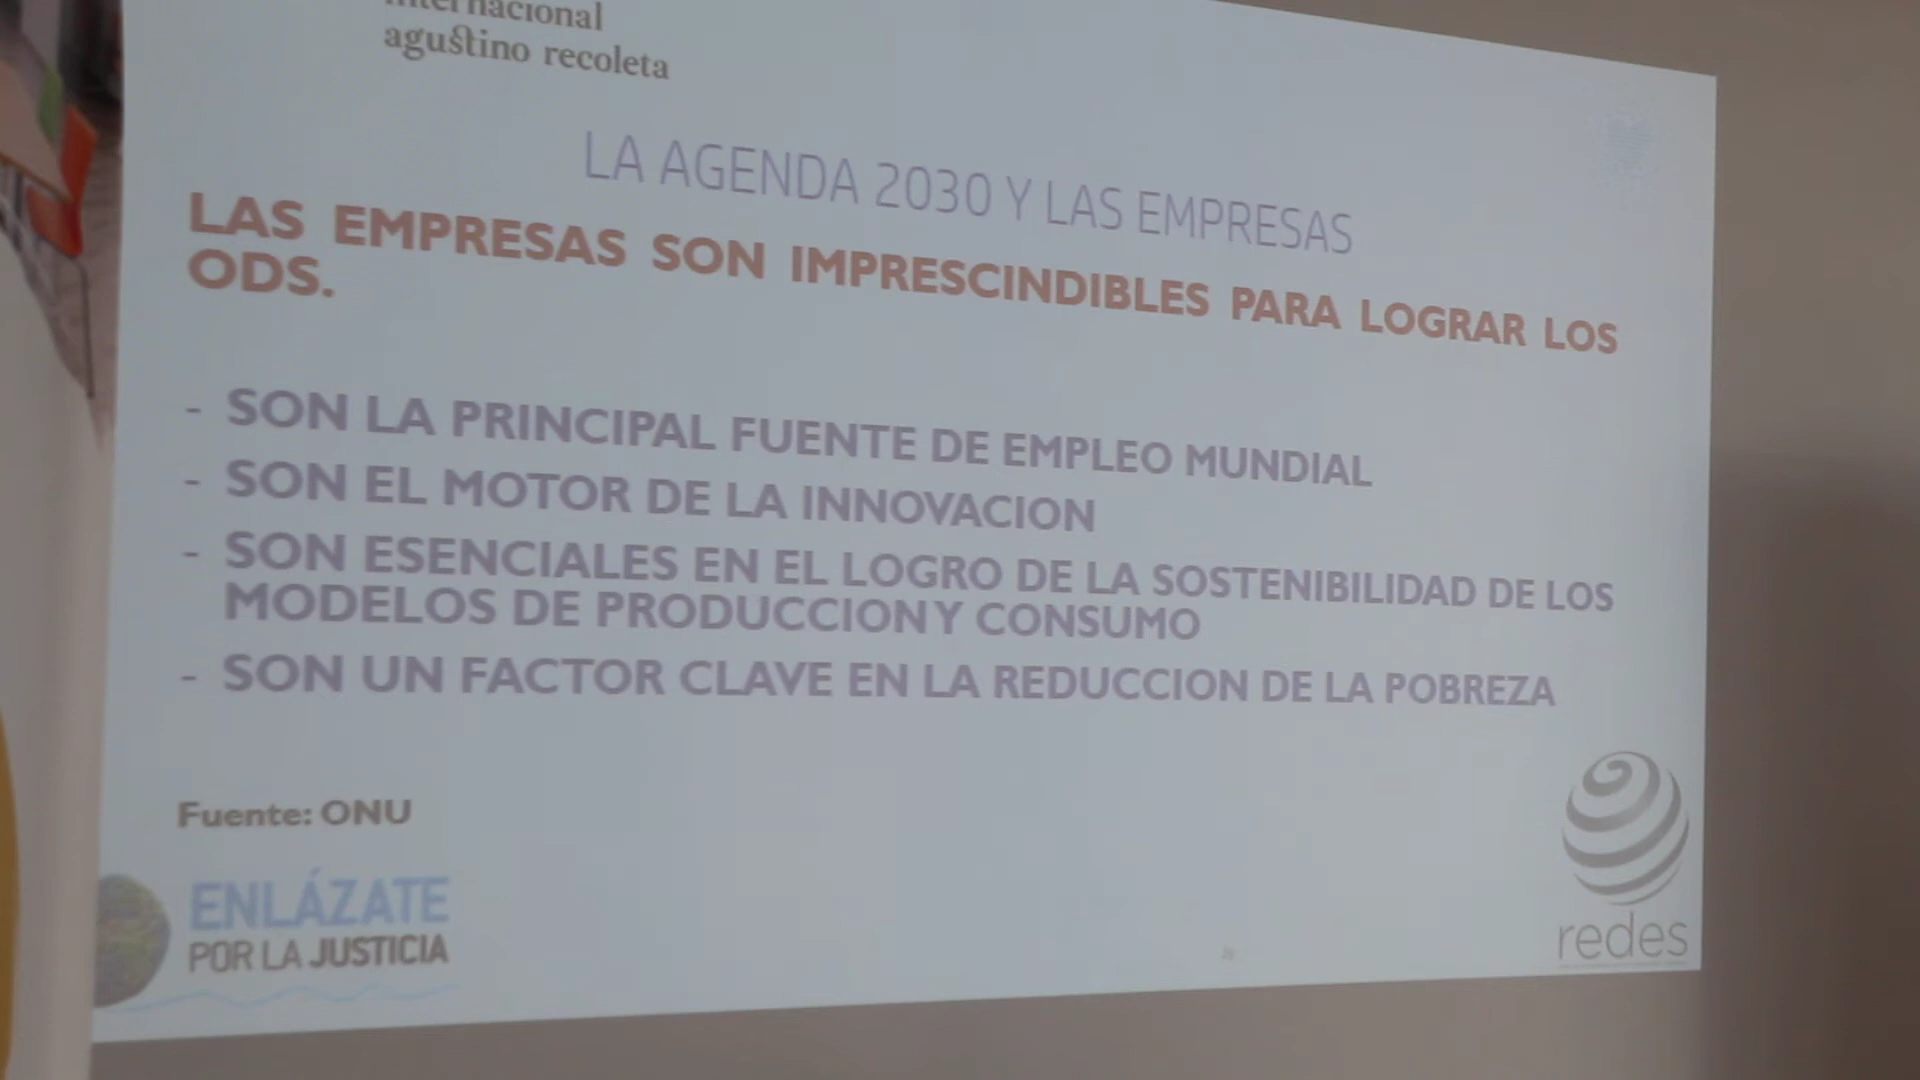 internacional
agustino recoleta
LA AGENDA 2030 Y LAS EMPRESAS
LAS EMPRESAS SON IMPRESCINDIBLES PARA LOGRAR LOS
ODS.
- SON LA PRINCIPAL FUENTE DE EMPLEO MUNDIAL
- SON EL MOTOR DE LA INNOVACION
- SON ESENCIALES EN EL LOGRO DE LA SOSTENIBILIDAD DE LOS
MODELOS DE PRODUCCION Y CONSUMO
- SON UN FACTOR CLAVE EN LA REDUCCION DE LA POBREZA
Fuente: ONU
ENLÁZATE
POR LA JUSTICIA
redes